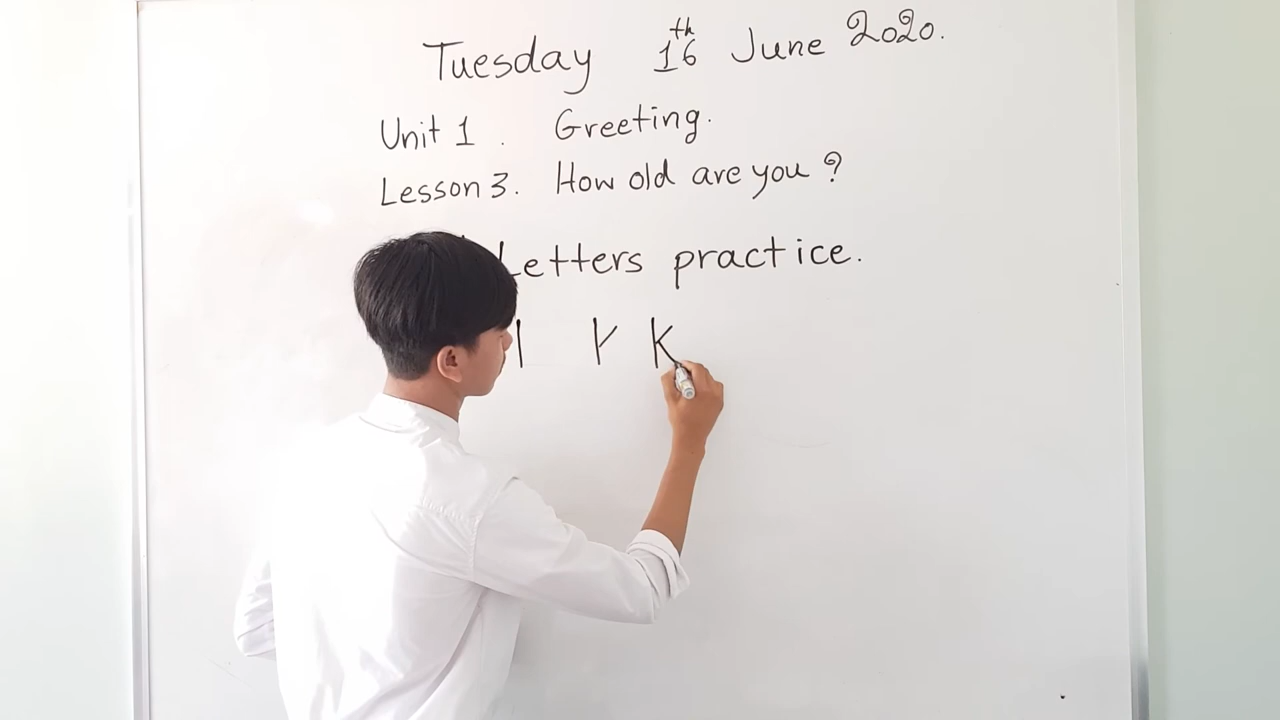 Tuesday 16th June 2020.
Unit 1. Greeting.
Lesson 3. How old are you?
Letters practice.
K